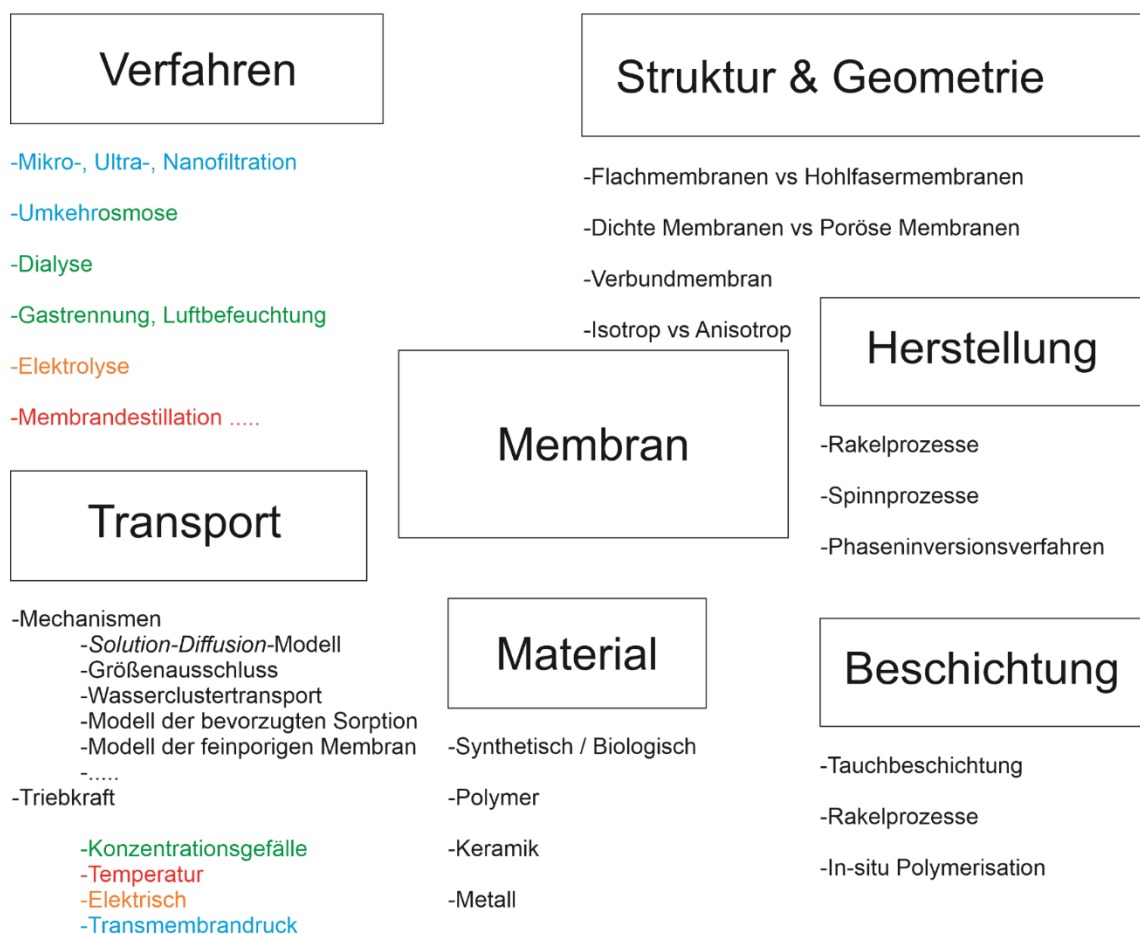 Verfahren
-Mikro-, Ultra-, Nanofiltration
-Umkehrosmose
-Dialyse
-Gastrennung, Luftbefeuchtung
-Elektrolyse
-Membrandestillation .....
Struktur & Geometrie
-Flachmembranen vs Hohlfasermembranen
-Dichte Membranen vs Poröse Membranen
-Verbundmembran
-Isotrop vs Anisotrop
Membran
Herstellung
-Rakelprozesse
-Spinnprozesse
-Phaseninversionsverfahren
Transport
-Mechanismen
-Solution-Diffusion-Modell
-Größenausschluss
-Wasserclustertransport
-Modell der bevorzugten Sorption
-Modell der feinporigen Membran
-.....
-Triebkraft
-Konzentrationsgefälle
-Temperatur
-Elektrisch
-Transmembrandruck
Material
-Synthetisch / Biologisch
-Polymer
-Keramik
-Metall
Beschichtung
-Tauchbeschichtung
-Rakelprozesse
-In-situ Polymerisation